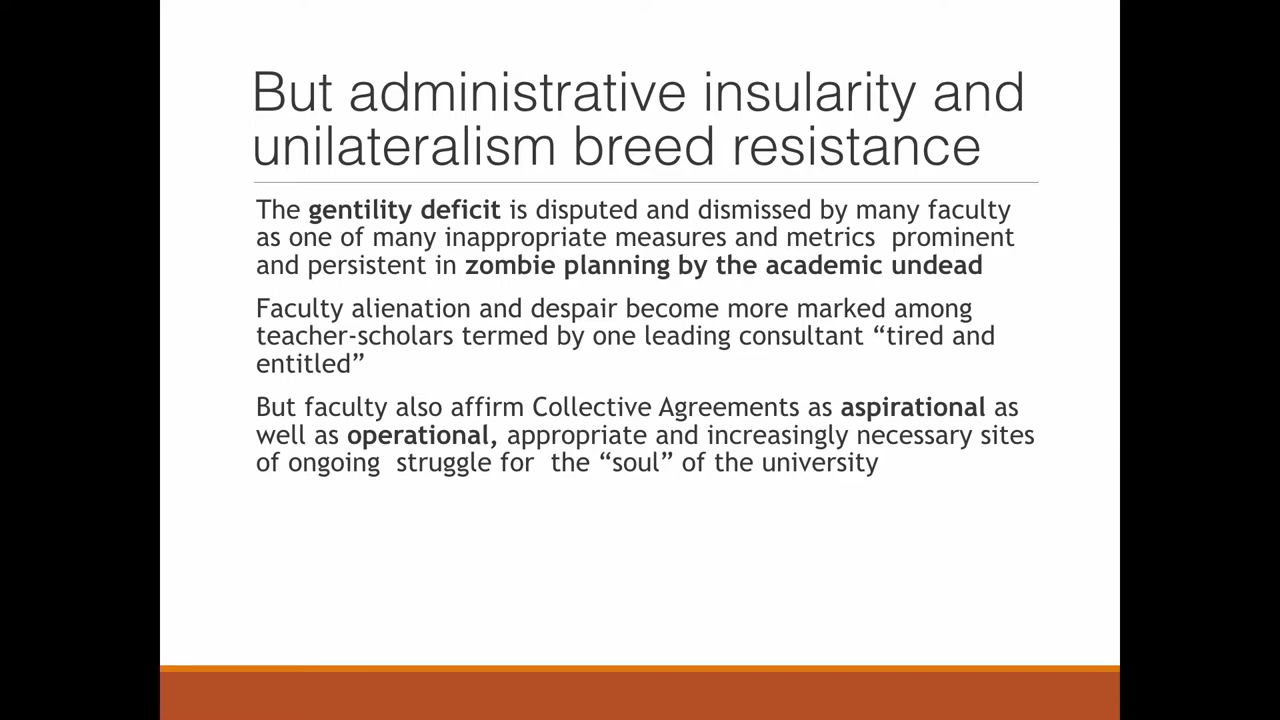 But administrative insularity and
unilateralism breed resistance
The gentility deficit is disputed and dismissed by many faculty
as one of many inappropriate measures and metrics  prominent
and persistent in zombie planning by the academic undead
Faculty alienation and despair become more marked among
teacher-scholars termed by one leading consultant “tired and
entitled”
But faculty also affirm Collective Agreements as aspirational as
well as operational, appropriate and increasingly necessary sites
of ongoing  struggle for  the “soul” of the university